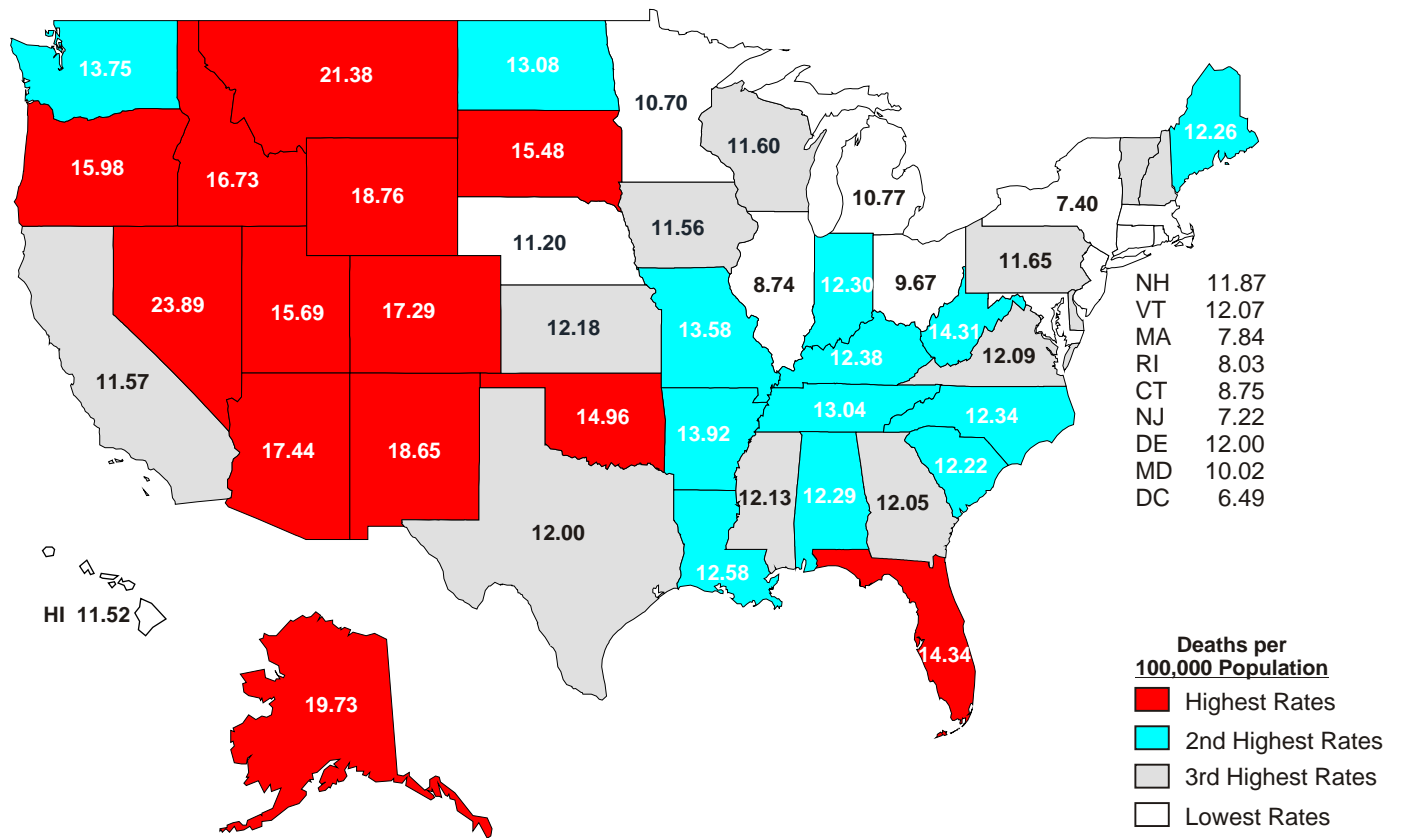 13.75
21.38
13.08
10.70
12.26
15.98
16.73
18.76
15.48
11.60
10.77
7.40
11.20
11.56
11.65
23.89
15.69
17.29
8.74
12.30
9.67
12.18
13.58
14.31
12.38
12.09
11.57
13.04
12.34
17.44
18.65
14.96
13.92
12.22
12.13
12.29
12.05
12.00
12.58
HI 11.52
14.34
19.73
NH 11.87
VT 12.07
MA 7.84
RI 8.03
CT 8.75
NJ 7.22
DE 12.00
MD 10.02
DC 6.49
Deaths per
100,000 Population
Highest Rates
2nd Highest Rates
3rd Highest Rates
Lowest Rates